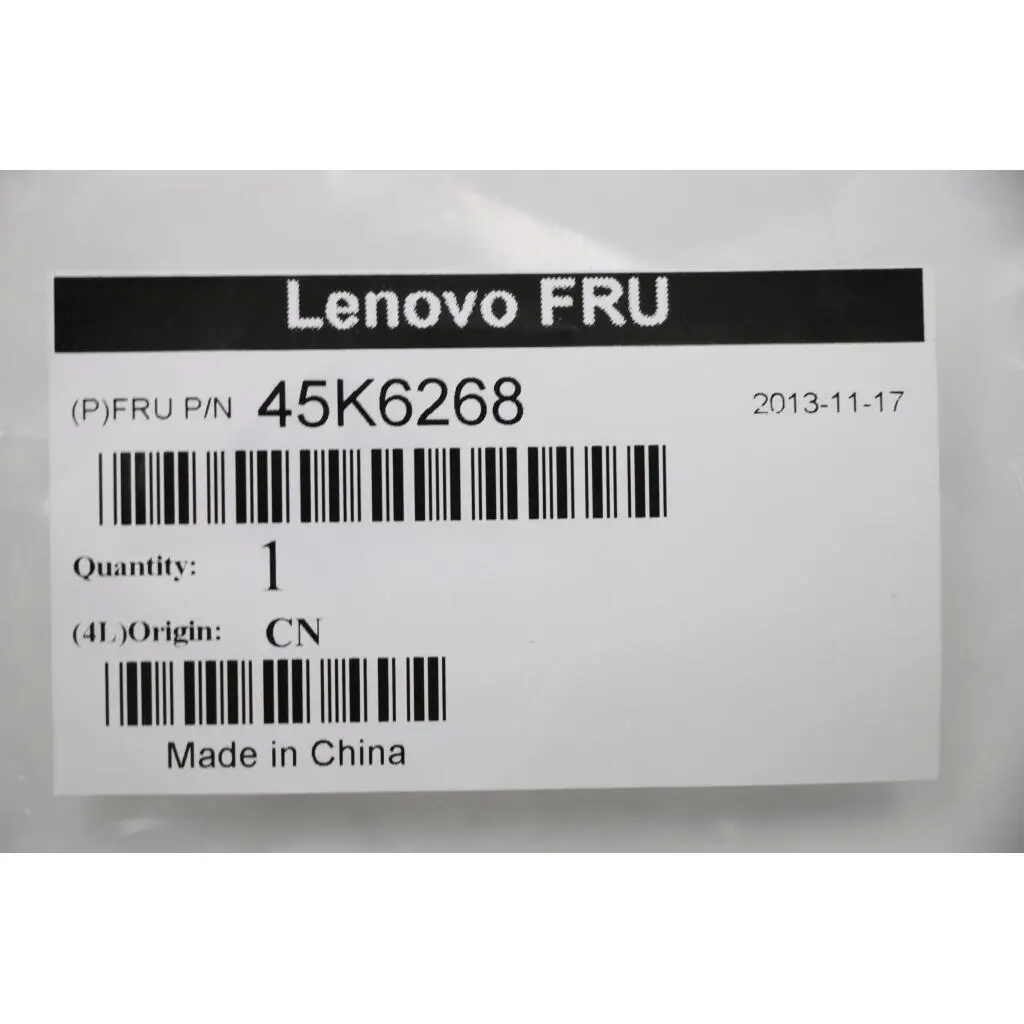 Lenovo FRU
(P)FRU P/N 45K6268 2013-11-17
Quantity: 1
(4L)Origin: CN
Made in China